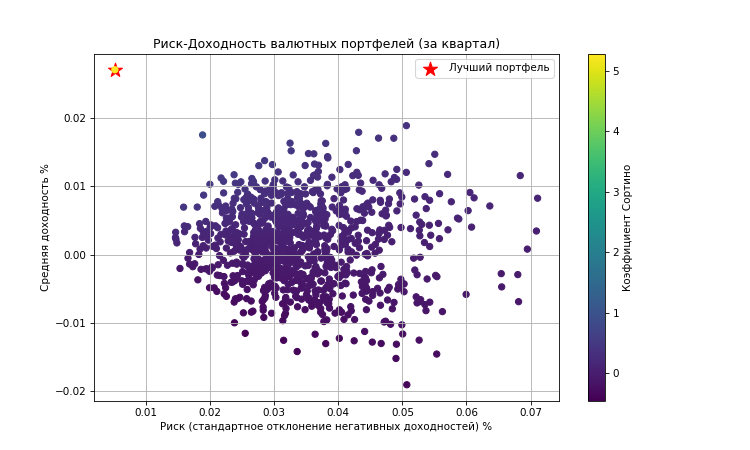 Риск-Доходность валютных портфелей (за квартал)
Лучший портфель
Средняя доходность %
0.02
0.01
0.00
−0.01
−0.02
0.01 0.02 0.03 0.04 0.05 0.06 0.07
Риск (стандартное отклонение негативных доходностей) %
5
4
3
2
1
0
Коэффициент Сортино